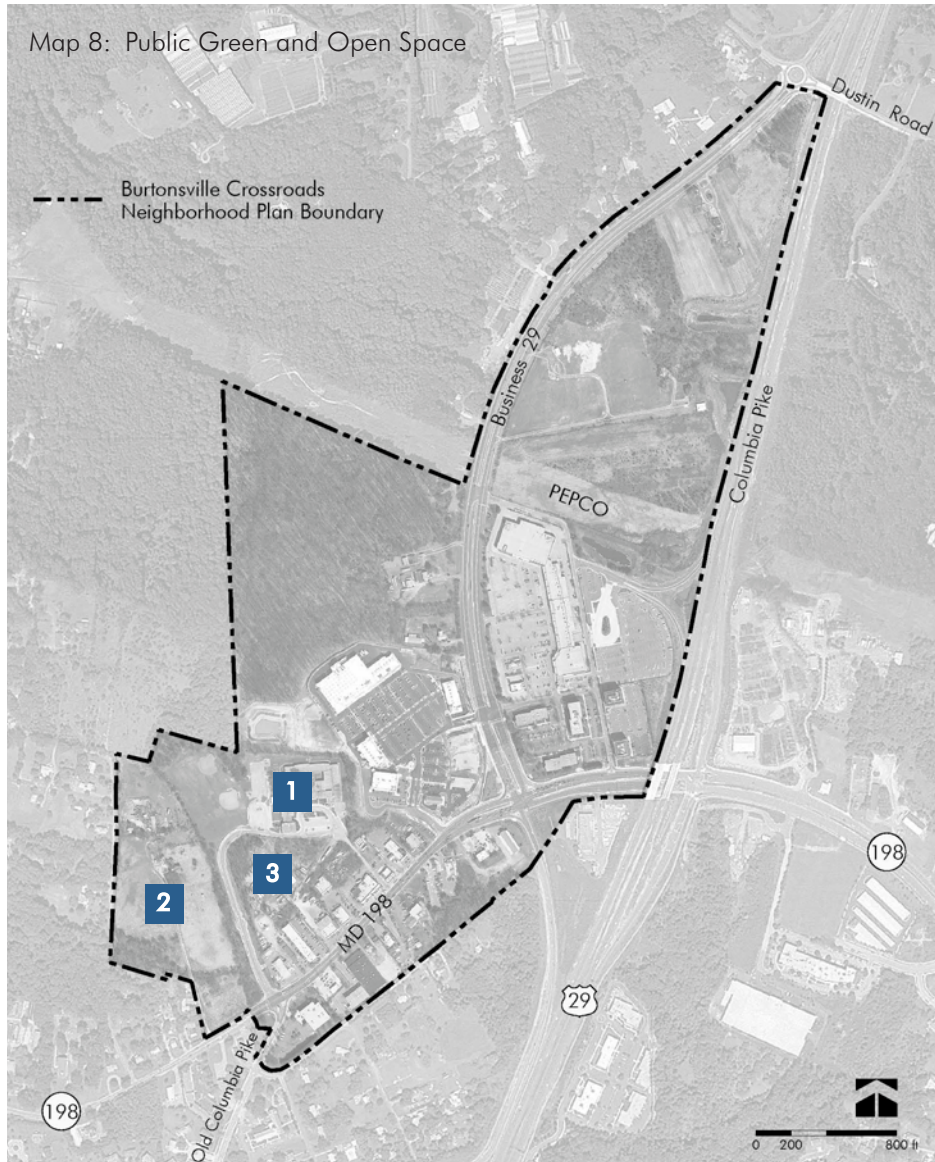 Map 8: Public Green and Open Space
Dustin Road
Burtonsville Crossroads
Neighborhood Plan Boundary
Business 29
Columbia Pike
PEPCO
1
198
3
2
MD 198
29
Old Columbia Pike
198
0 200 800 ft